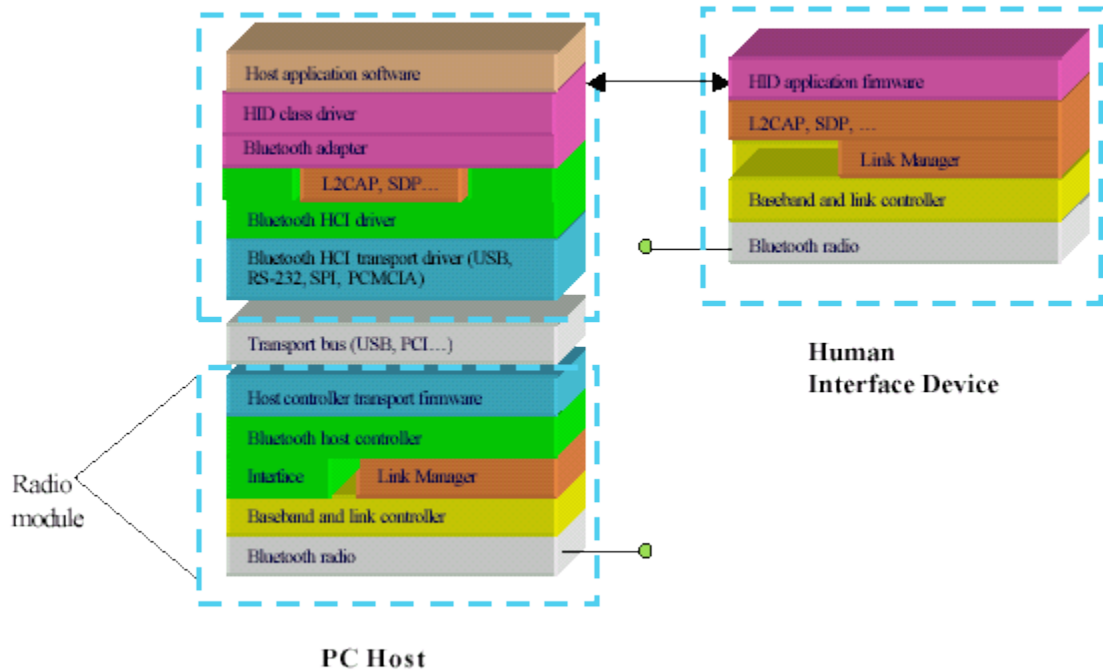 Host application software
HID class driver
Bluetooth adapter
L2CAP, SDP...
Bluetooth HCI driver
Bluetooth HCI transport driver (USB,
RS-232, SPI, PCMCIA)
Transport bus (USB, PCI...)
Host controller transport firmware
Bluetooth host controller
Interface
Link Manager
Baseband and link controller
Bluetooth radio
Radio
module
PC Host
HID application firmware
L2CAP, SDP, ...
Link Manager
Baseband and link controller
Bluetooth radio
Human
Interface Device